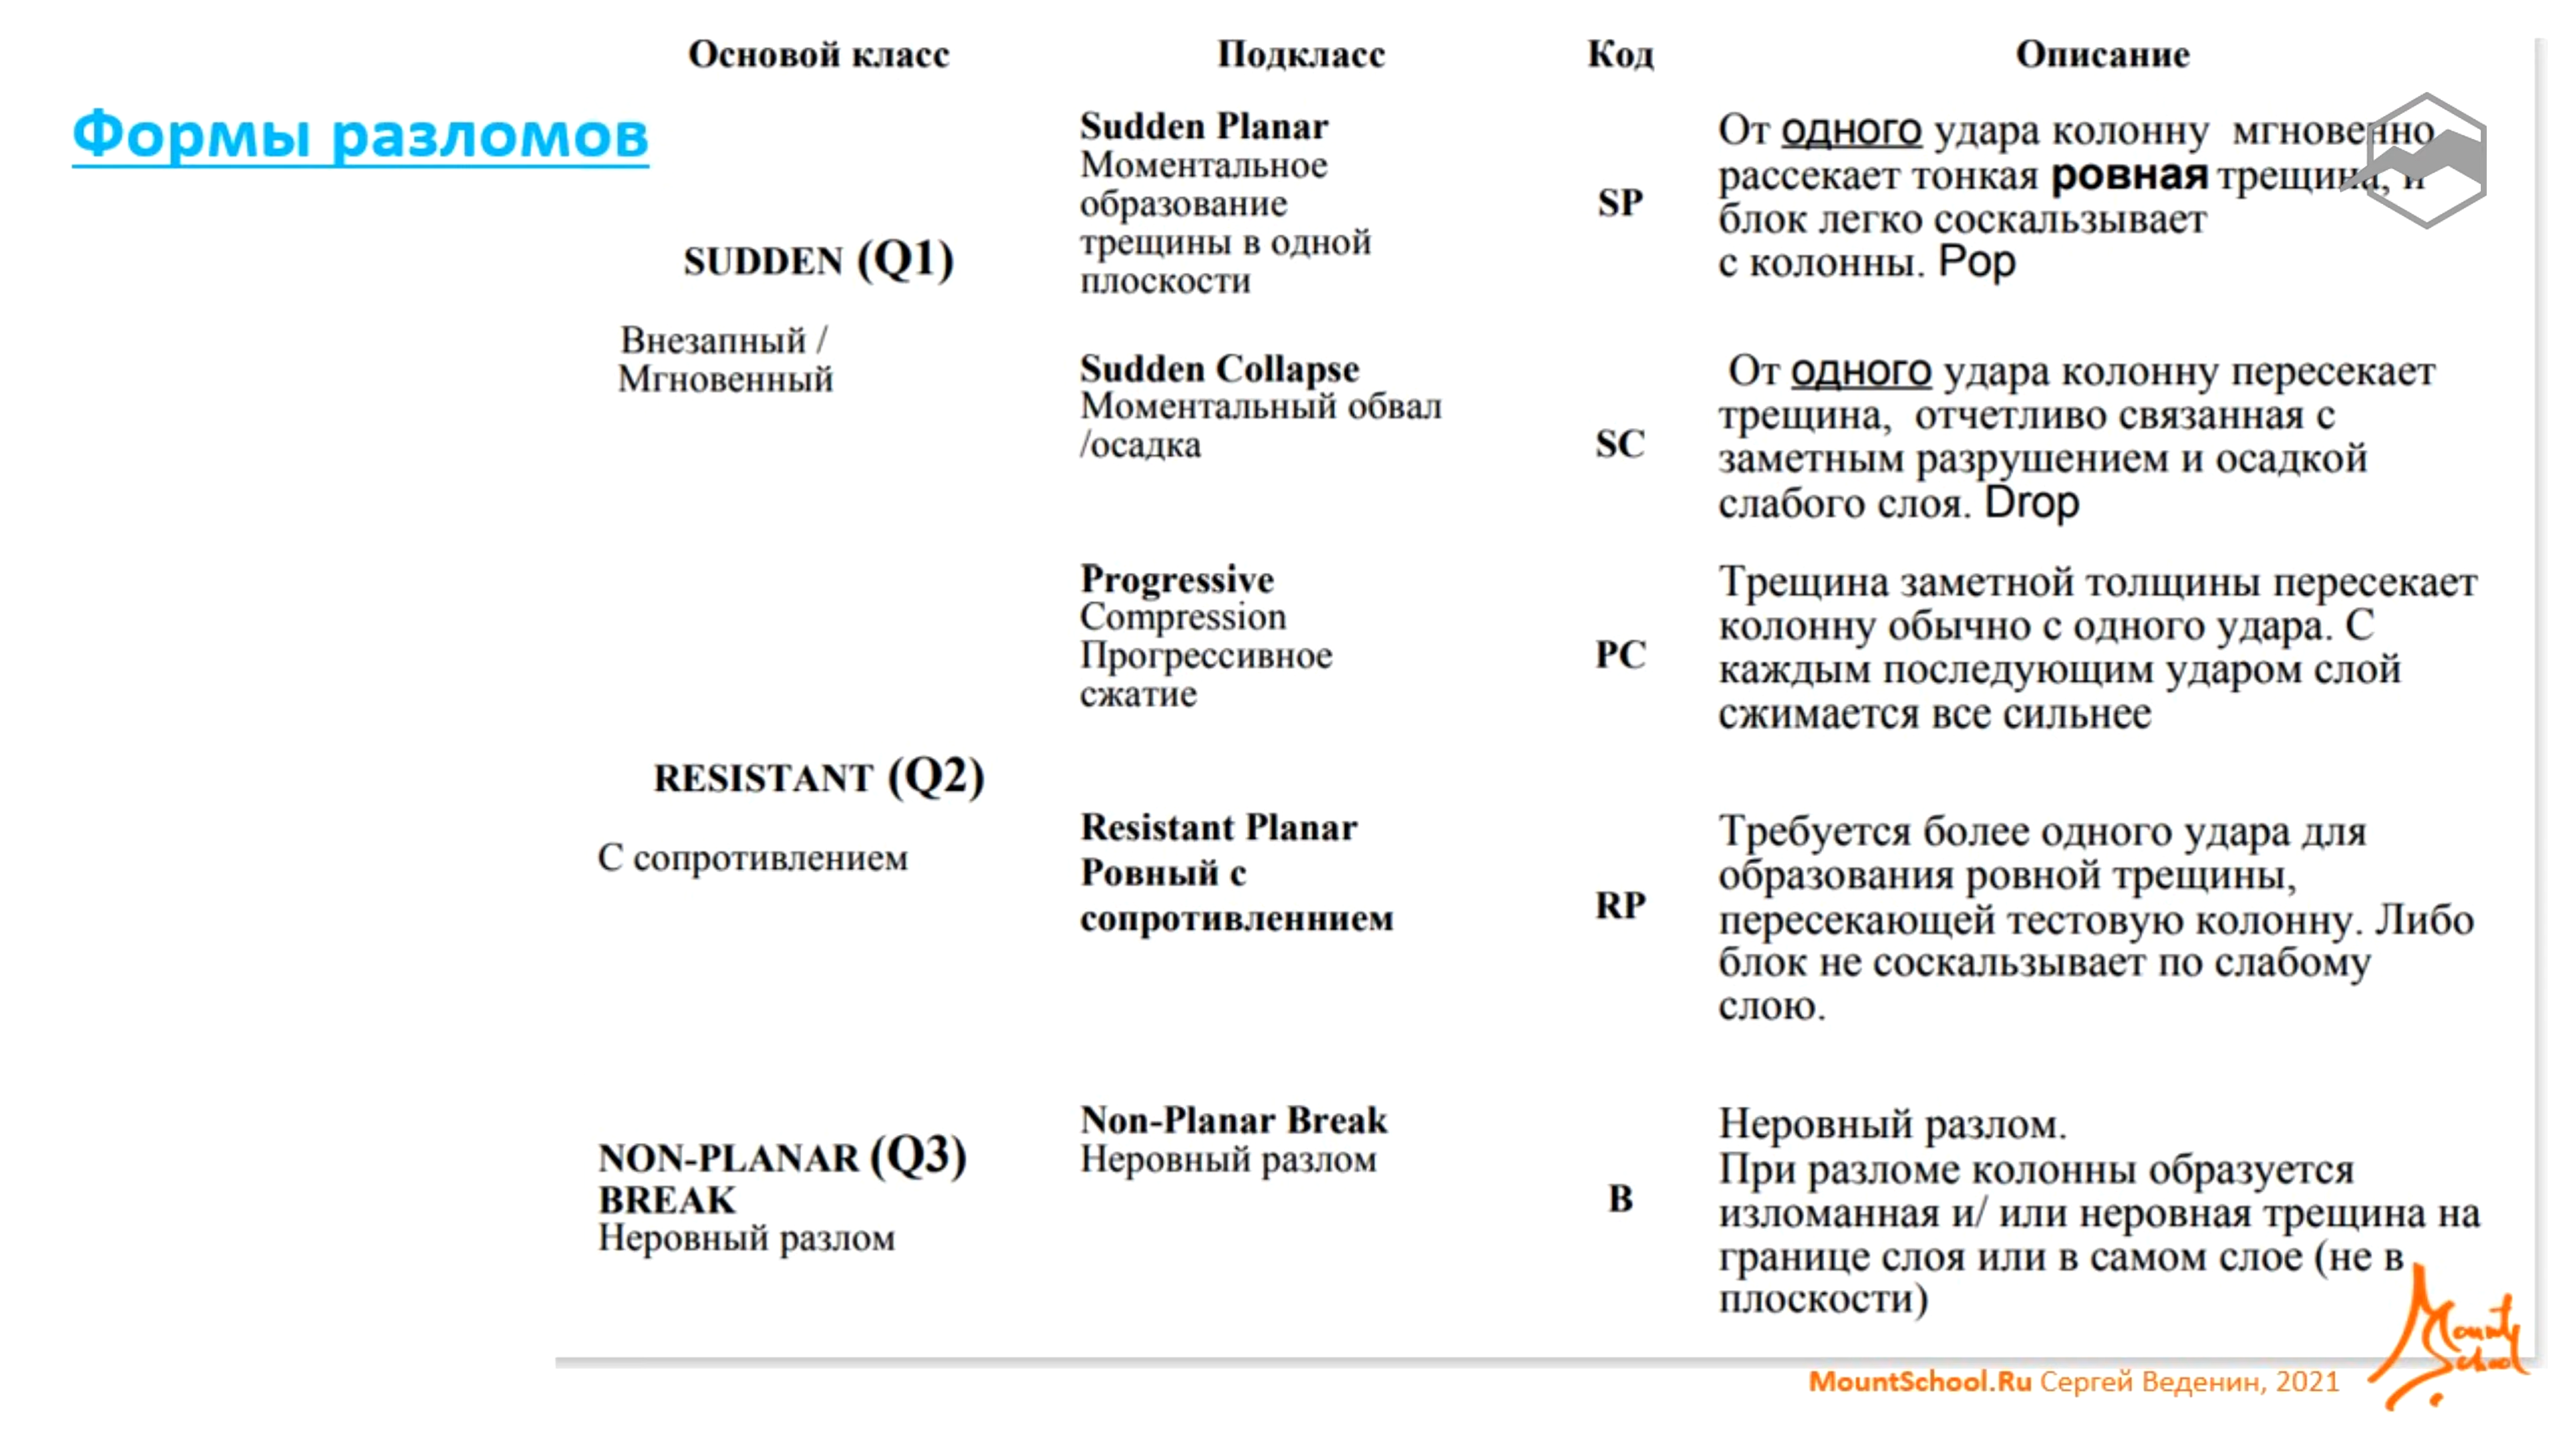 Основой класс
Подкласс
Код
Описание
Формы разломов
SUDDEN (Q1)
Внезапный /
Мгновенный
Sudden Planar
Моментальное
образование
трещины в одной
плоскости
SP
От одного удара колонну мгновенно
рассекает тонкая ровная трещина, и
блок легко соскальзывает
с колонны. Pop
Sudden Collapse
Моментальный обвал
/осадка
SC
От одного удара колонну пересекает
трещина, отчетливо связанная с
заметным разрушением и осадкой
слабого слоя. Drop
RESISTANT (Q2)
С сопротивлением
Progressive
Compression
Прогрессивное
сжатие
PC
Трещина заметной толщины пересекает
колонну обычно с одного удара. С
каждым последующим ударом слой
сжимается все сильнее
Resistant Planar
Ровный с
сопротивленнием
RP
Требуется более одного удара для
образования ровной трещины,
пересекающей тестовую колонну. Либо
блок не соскальзывает по слабому
слою.
NON-PLANAR (Q3)
BREAK
Неровный разлом
Non-Planar Break
Неровный разлом
B
Неровный разлом.
При разломе колонны образуется
изломанная и/ или неровная трещина на
границе слоя или в самом слое (не в
плоскости)
Mount
School
MountSchool.Ru Сергей Веденин, 2021